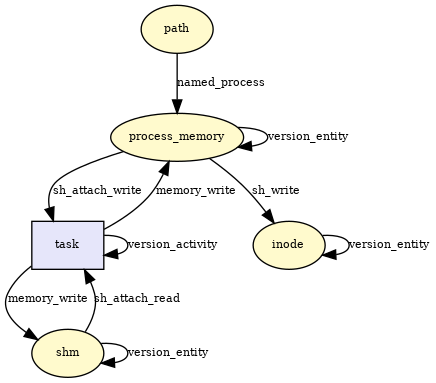 path
named_process
process_memory
version_entity
sh_attach_write
memory_write
sh_write
task
version_activity
inode
version_entity
memory_write
sh_attach_read
shm
version_entity